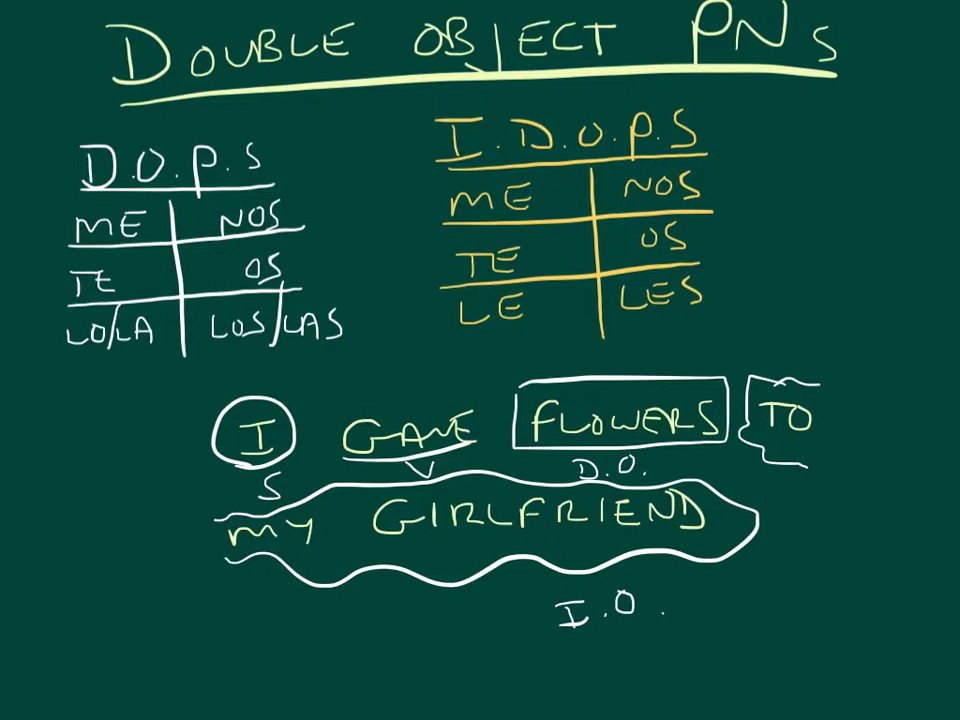 DOUBLE OBJECT PNs
D.O.P.S
ME NOS
TE OS
LO/LA LOS/LAS
I.D.O.P.S
ME NOS
TE OS
LE LES
I GAVE FLOWERS TO
S V D.O.
MY GIRLFRIEND
I.O.